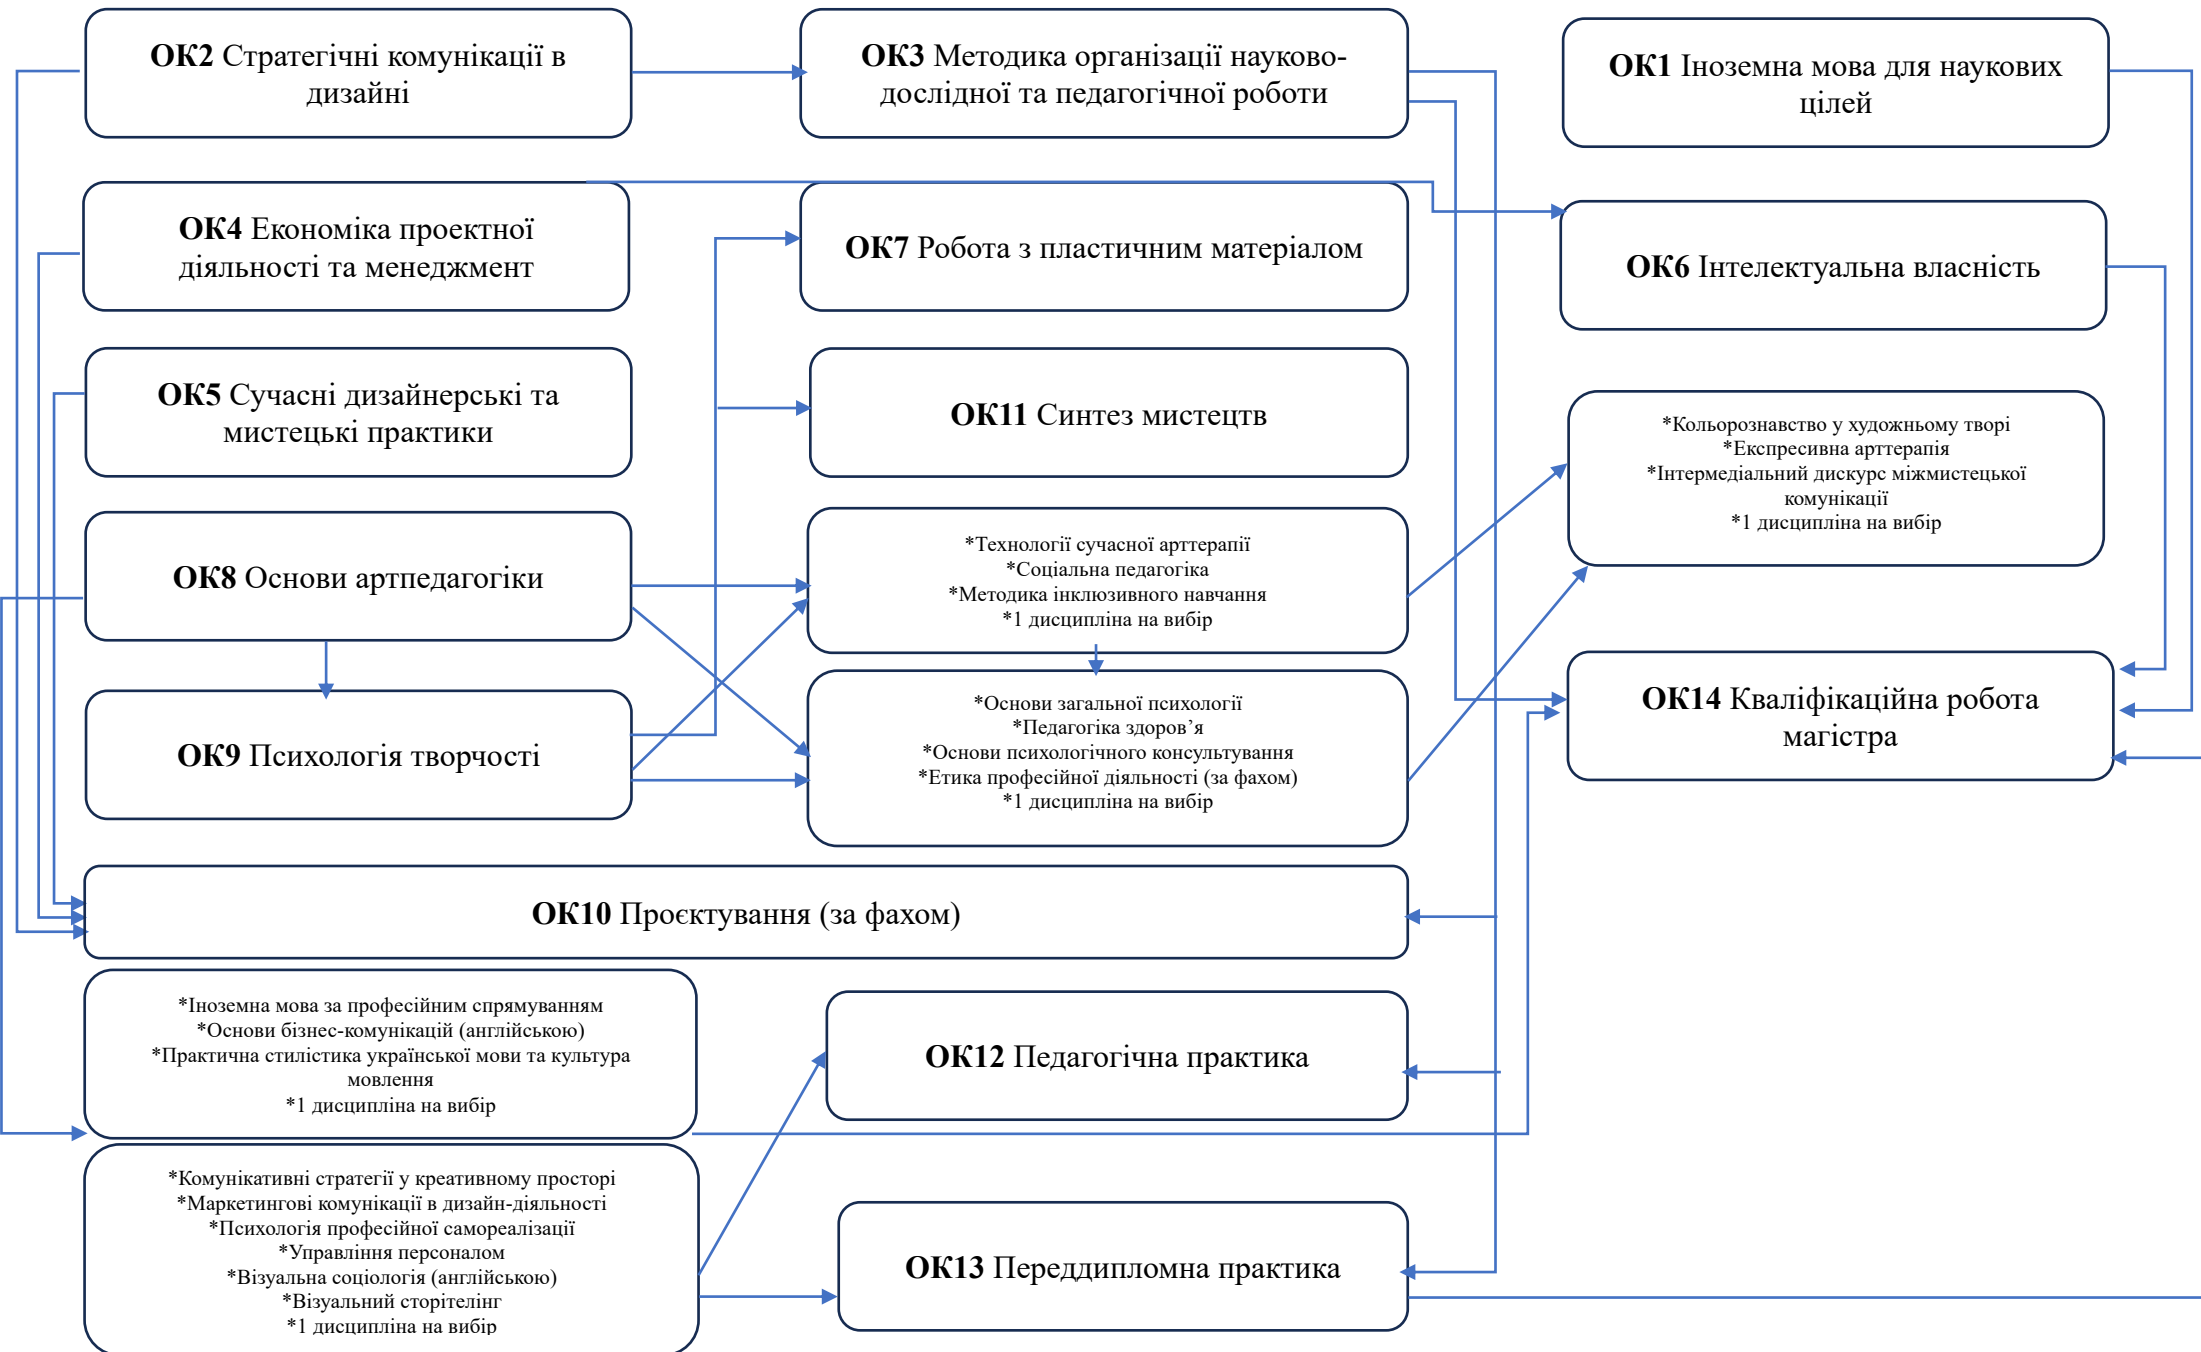 ОК2 Стратегічні комунікації в
дизайні
ОК3 Методика організації науково-
дослідної та педагогічної роботи
ОК1 Іноземна мова для наукових
цілей
ОК4 Економіка проектної
діяльності та менеджмент
ОК7 Робота з пластичним матеріалом
ОК6 Інтелектуальна власність
ОК5 Сучасні дизайнерські та
мистецькі практики
ОК11 Синтез мистецтв
*Кольорознавство у художньому творі
*Експресивна арттерапія
*Інтермедіальний дискурс міжмистецької
комунікації
*1 дисципліна на вибір
ОК8 Основи артпедагогіки
*Технології сучасної арттерапії
*Соціальна педагогіка
*Методика інклюзивного навчання
*1 дисципліна на вибір
ОК9 Психологія творчості
*Основи загальної психології
*Педагогіка здоров’я
*Основи психологічного консультування
*Етика професійної діяльності (за фахом)
*1 дисципліна на вибір
ОК14 Кваліфікаційна робота
магістра
ОК10 Проєктування (за фахом)
*Іноземна мова за професійним спрямуванням
*Основи бізнес-комунікацій (англійською)
*Практична стилістика української мови та культура
мовлення
*1 дисципліна на вибір
ОК12 Педагогічна практика
*Комунікативні стратегії у креативному просторі
*Маркетингові комунікації в дизайн-діяльності
*Психологія професійної самореалізації
*Управління персоналом
*Візуальна соціологія (англійською)
*Візуальний сторітелінг
*1 дисципліна на вибір
ОК13 Переддипломна практика